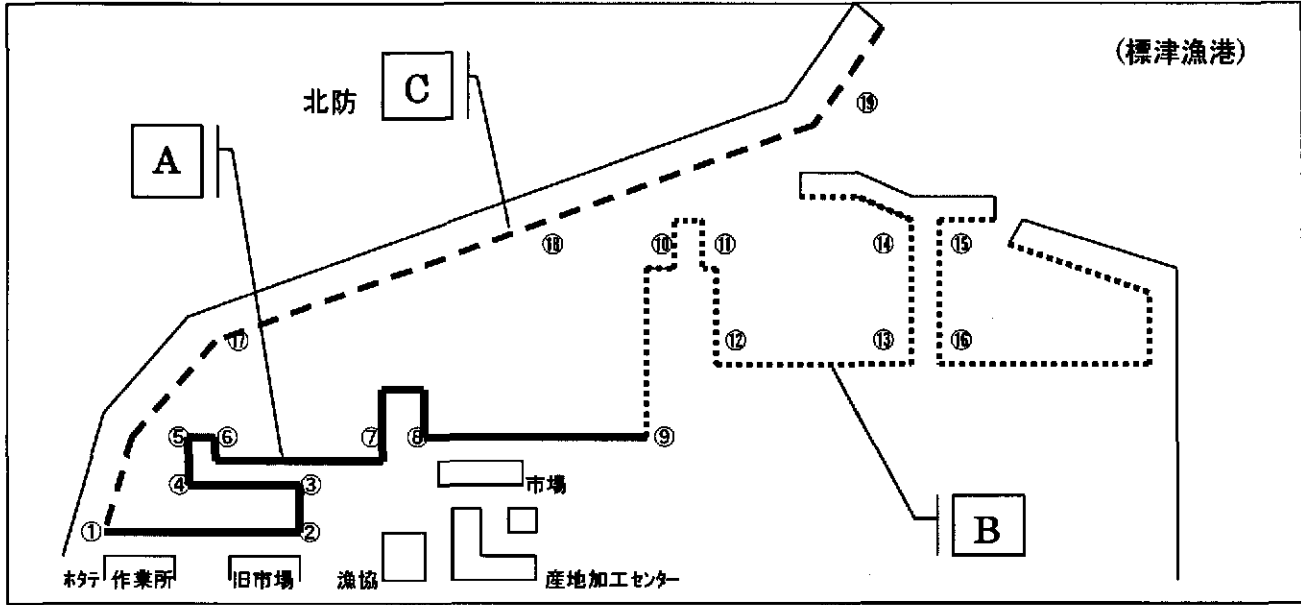 (標津漁港)
北防
C
A
⑲
⑱
⑩
⑪
⑭
⑮
⑰
⑫
⑬
⑯
⑤
⑥
⑦
⑧
⑨
④
③
市場
①
②
B
ホタテ作業所
旧市場
漁協
産地加工センター